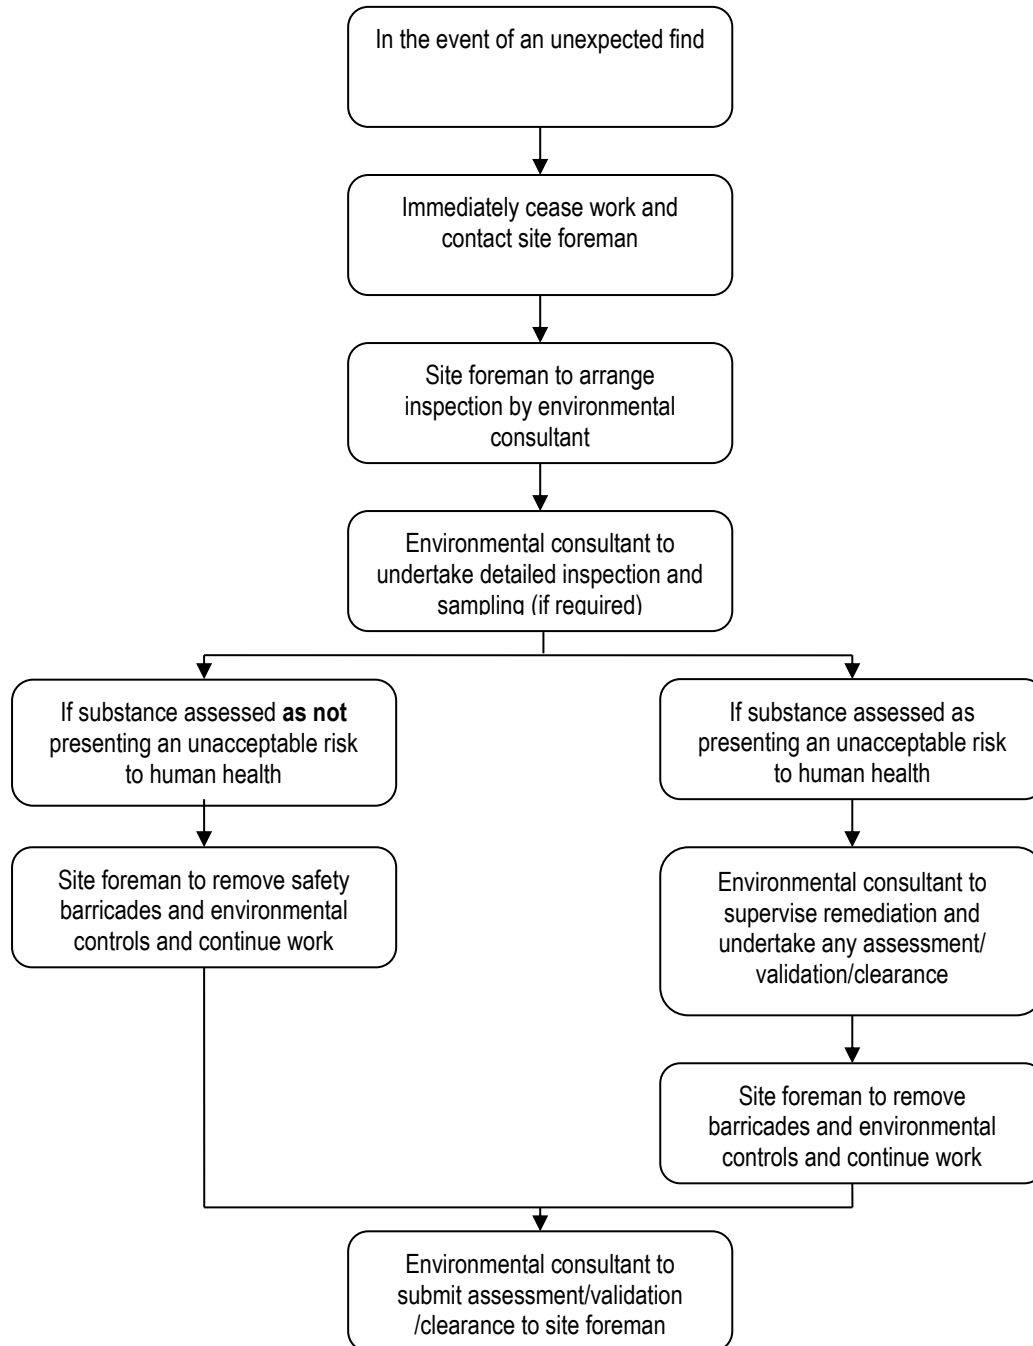 In the event of an unexpected find
Immediately cease work and
contact site foreman
Site foreman to arrange
inspection by environmental
consultant
Environmental consultant to
undertake detailed inspection and
sampling (if required)
If substance assessed as not
presenting an unacceptable risk
to human health
If substance assessed as
presenting an unacceptable risk
to human health
Site foreman to remove safety
barricades and environmental
controls and continue work
Environmental consultant to
supervise remediation and
undertake any assessment/
validation/clearance
Site foreman to remove
barricades and environmental
controls and continue work
Environmental consultant to
submit assessment/validation
/clearance to site foreman